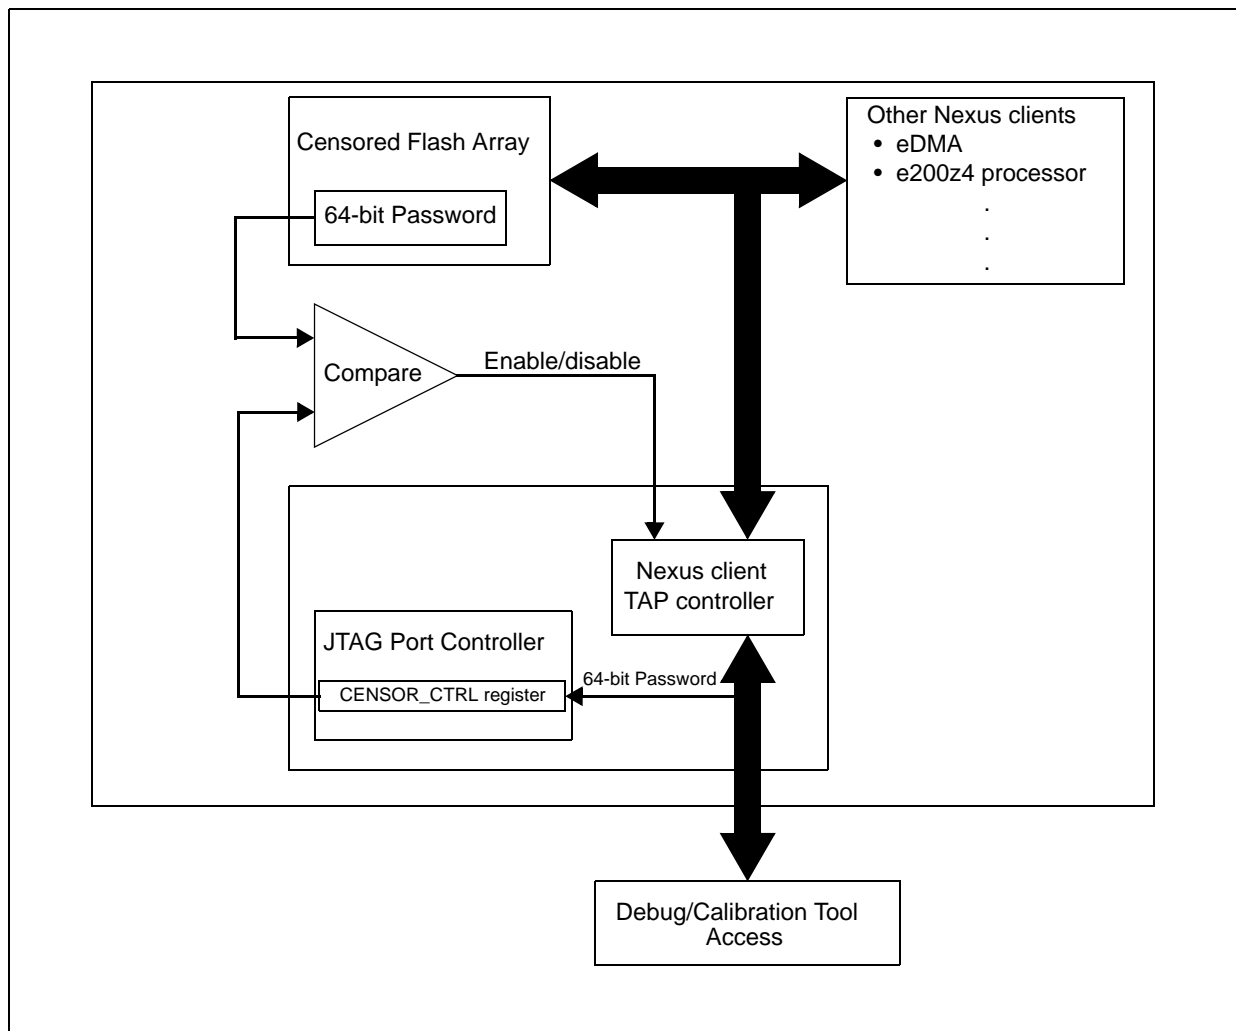 Censored Flash Array
64-bit Password
Other Nexus clients
• eDMA
• e200z4 processor
.
.
.
Compare
Enable/disable
Nexus client
TAP controller
JTAG Port Controller
CENSOR_CTRL register
64-bit Password
Debug/Calibration Tool
Access